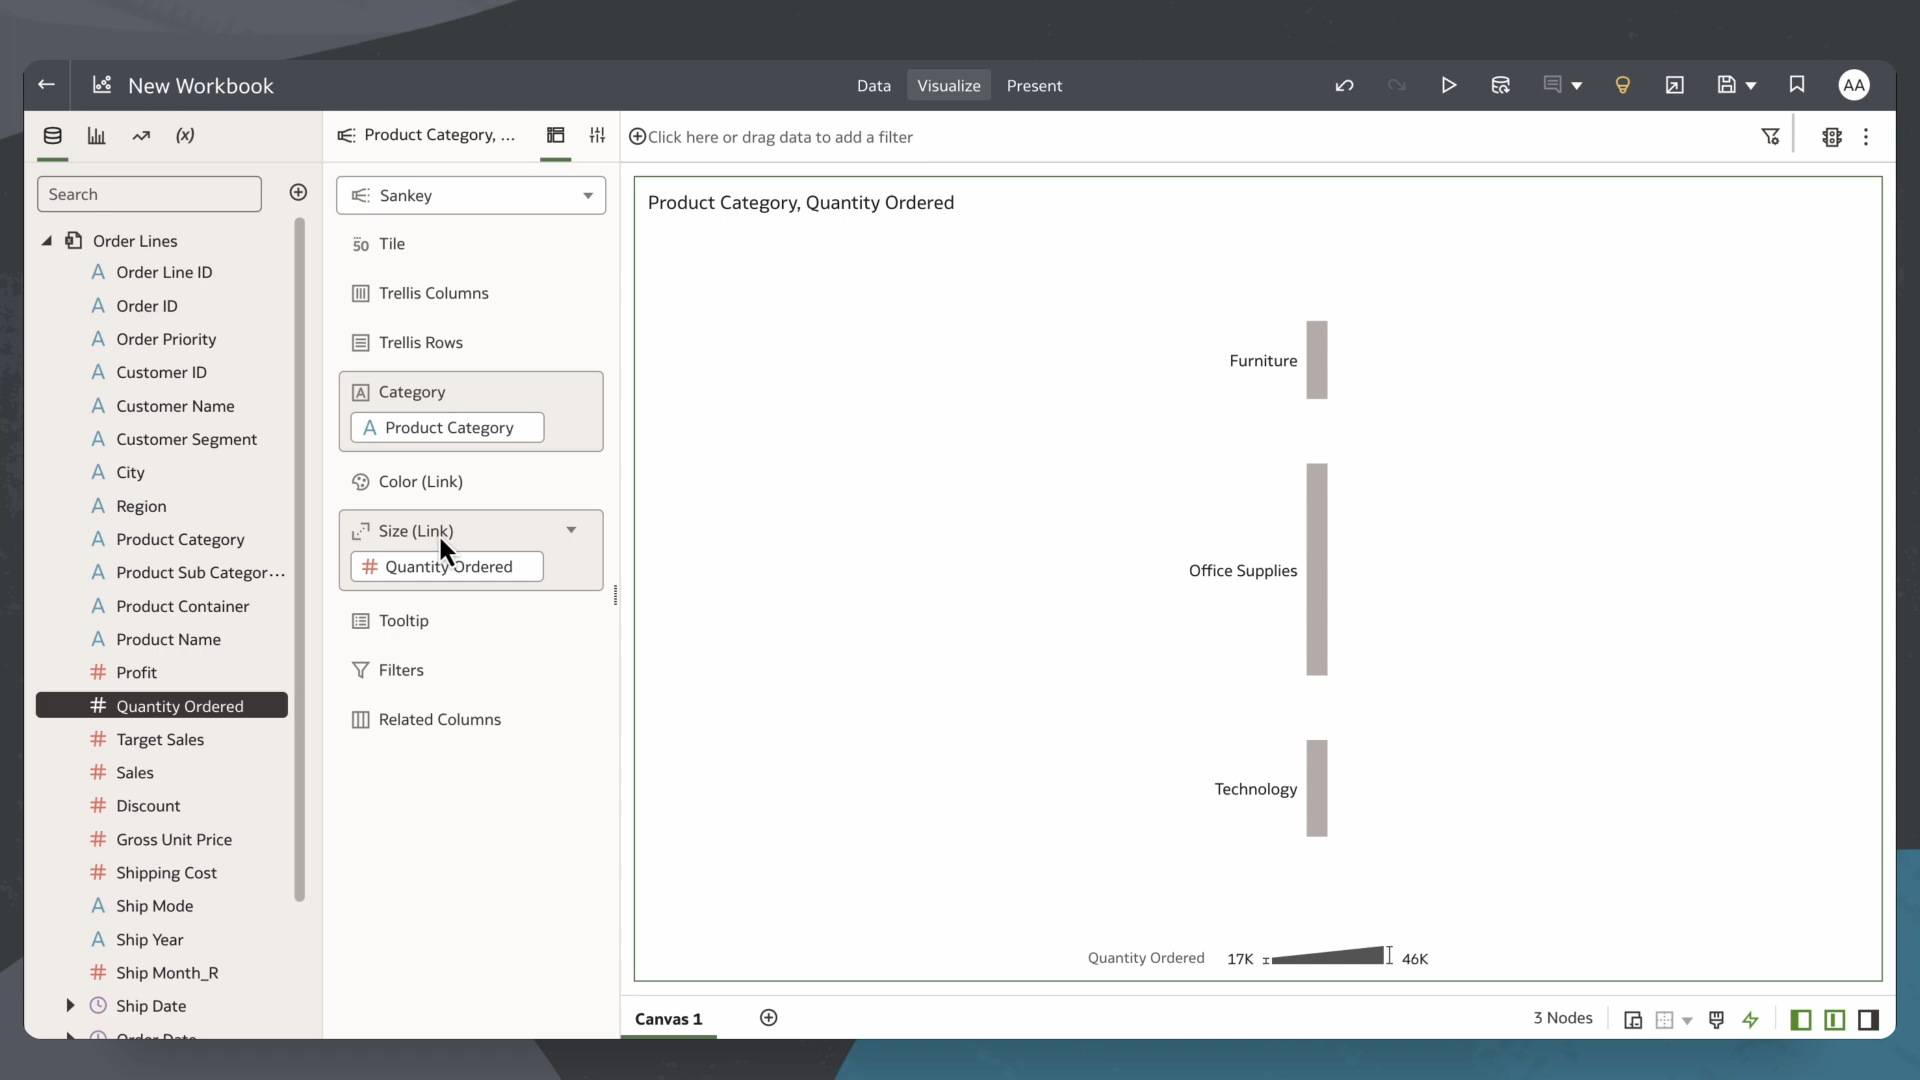 New Workbook
Data
Visualize
Present
AA
(x)
Product Category, ...
Click here or drag data to add a filter
Search
Order Lines
A Order Line ID
A Order ID
A Order Priority
A Customer ID
A Customer Name
A Customer Segment
A City
A Region
A Product Category
A Product Sub Categor...
A Product Container
A Product Name
# Profit
# Quantity Ordered
# Target Sales
# Sales
# Discount
# Gross Unit Price
# Shipping Cost
A Ship Mode
A Ship Year
# Ship Month_R
Ship Date
Order Date
Sankey
50 Tile
Trellis Columns
Trellis Rows
A Category
A Product Category
Color (Link)
Size (Link)
# Quantity Ordered
Tooltip
Filters
Related Columns
Product Category, Quantity Ordered
Furniture
Office Supplies
Technology
Quantity Ordered 17K 46K
Canvas 1
3 Nodes